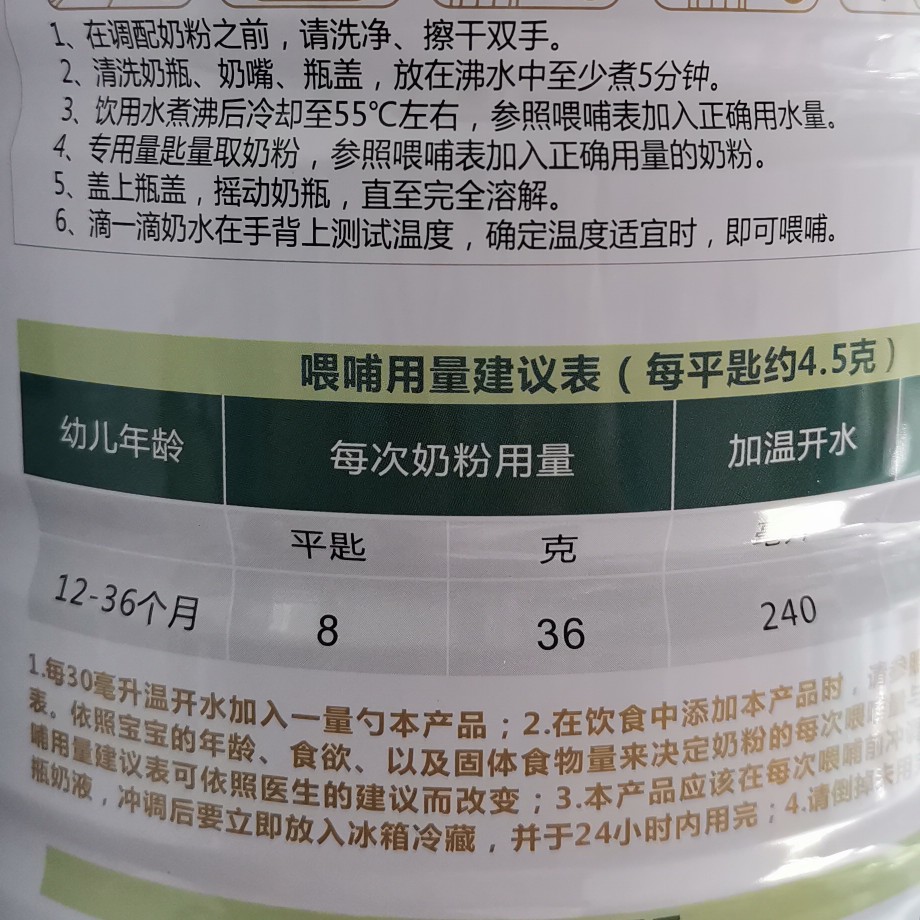 1、在调配奶粉之前，请洗净、擦干双手。
2、清洗奶瓶、奶嘴、瓶盖，放在沸水中至少煮5分钟。
3、饮用水煮沸后冷却至55℃左右，参照喂哺表加入正确用水量。
4、专用量匙量取奶粉，参照喂哺表加入正确用量的奶粉。
5、盖上瓶盖，摇动奶瓶，直至完全溶解。
6、滴一滴奶水在手背上测试温度，确定温度适宜时，即可喂哺。
喂哺用量建议表（每平匙约4.5克）
幼儿年龄 每次奶粉用量 加温开水
平匙 克
12-36个月 8 36 240
1.每30毫升温开水加入一量勺本产品；2.在饮食中添加本产品时，请参
表。依照宝宝的年龄、食欲、以及固体食物量来决定奶粉的每次喂
哺用量建议表可依照医生的建议而改变；3.本产品应该在每次喂哺前
瓶奶液，冲调后要立即放入冰箱冷藏，并于24小时内用完；4.请倒掉未用